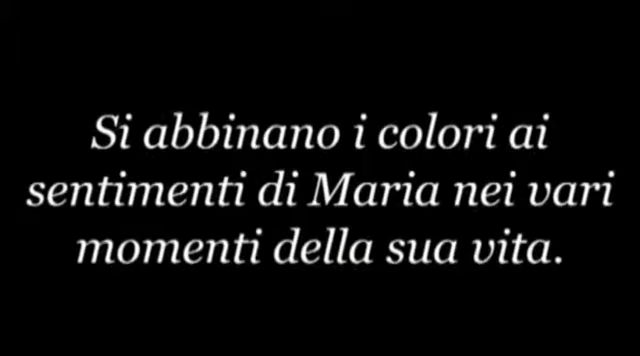 Si abbinano i colori ai
sentimenti di Maria nei vari
momenti della sua vita.